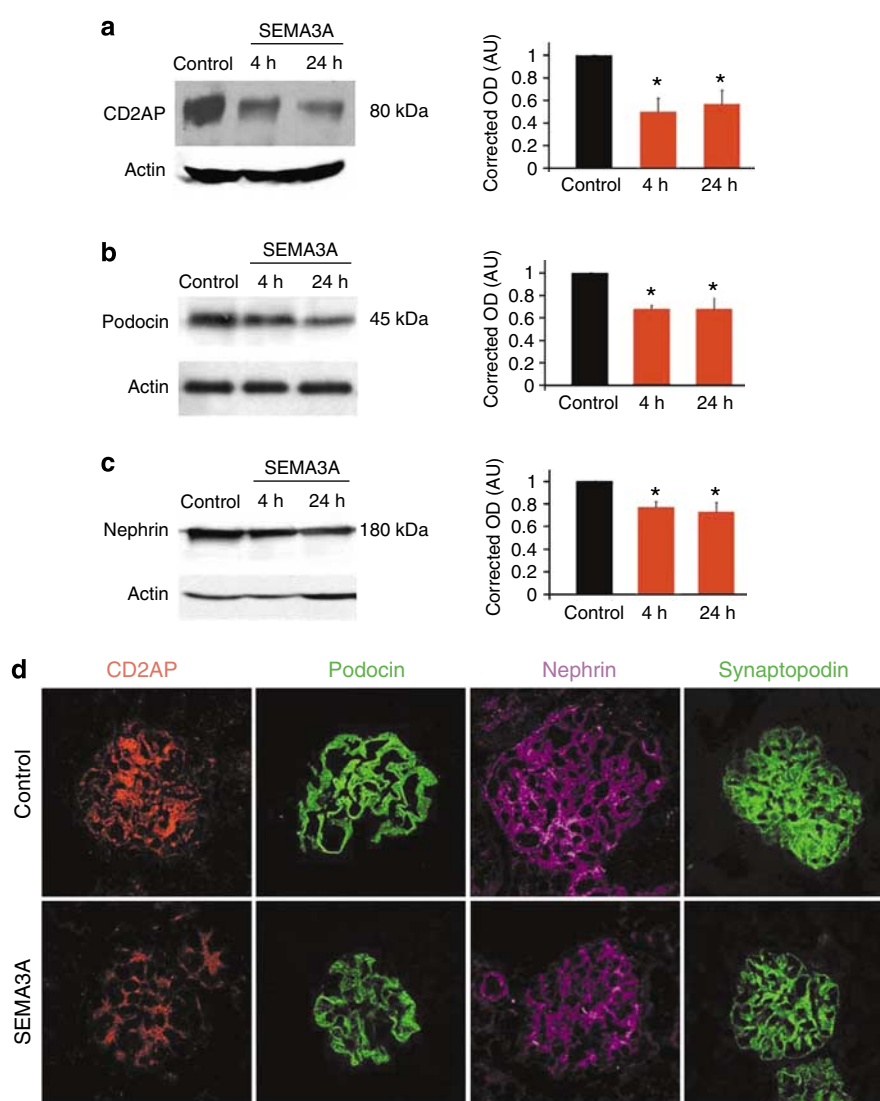 a
SEMA3A
Control 4 h 24 h
CD2AP 80 kDa
Actin
Corrected OD (AU)
1
0.8
0.6
0.4
0.2
0
* *
Control 4 h 24 h
b
SEMA3A
Control 4 h 24 h
Podocin 45 kDa
Actin
Corrected OD (AU)
1
0.8
0.6
0.4
0.2
0
* *
Control 4 h 24 h
c
SEMA3A
Control 4 h 24 h
Nephrin 180 kDa
Actin
Corrected OD (AU)
1
0.8
0.6
0.4
0.2
0
* *
Control 4 h 24 h
d
CD2AP Podocin Nephrin Synaptopodin
Control
SEMA3A